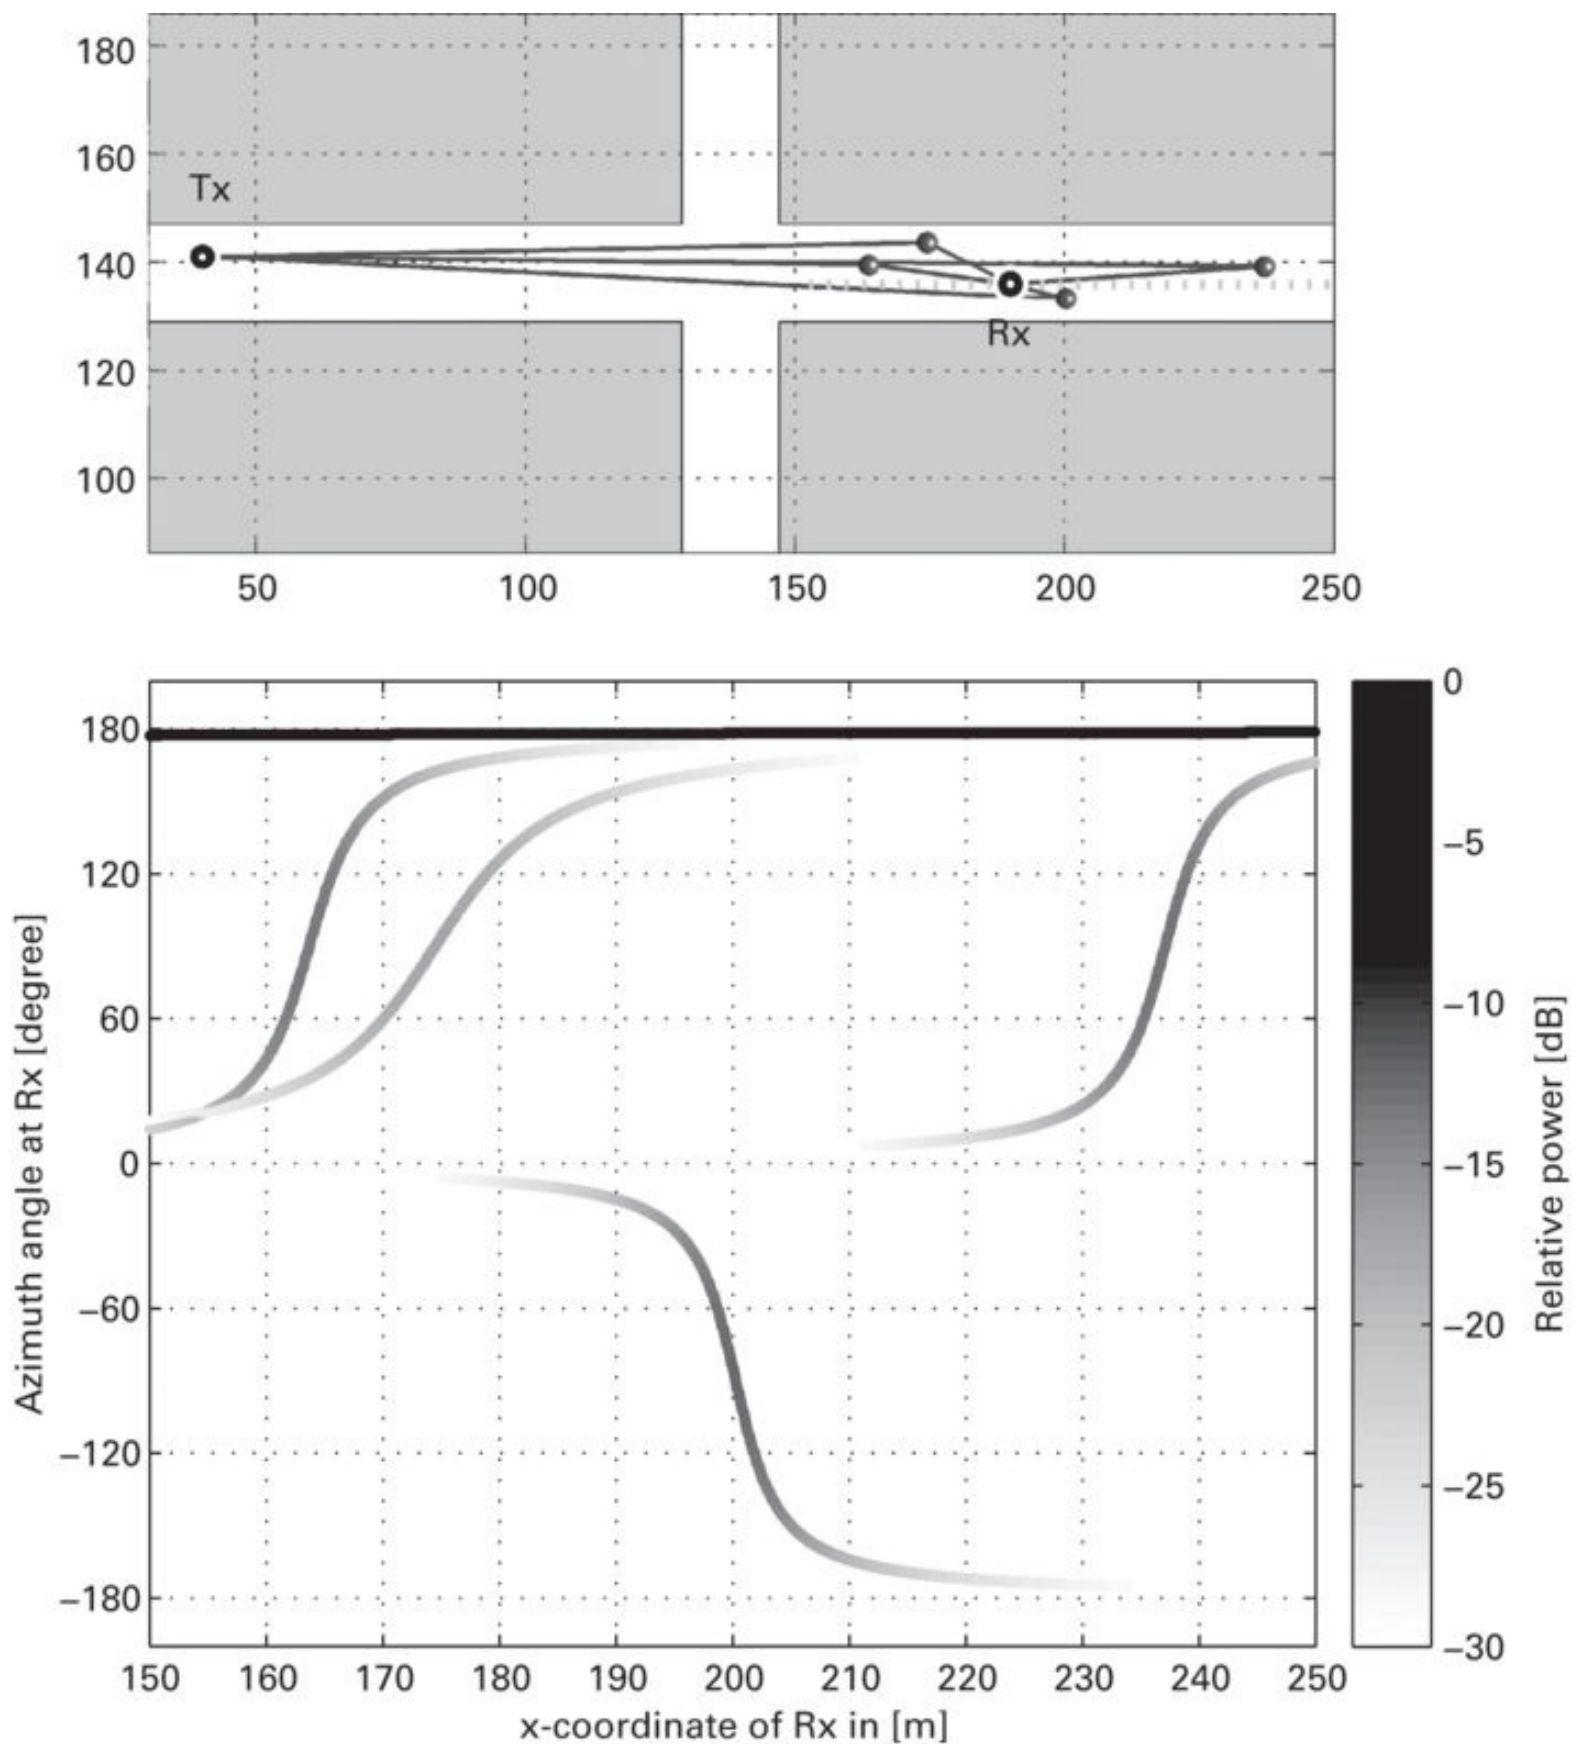 180
160
Tx
140
Rx
120
100
50 100 150 200 250
0
180
−5
120
Azimuth angle at Rx [degree]
60
−10
Relative power [dB]
0
−15
−60
−20
−120
−25
−180
−30
150 160 170 180 190 200 210 220 230 240 250
x-coordinate of Rx in [m]